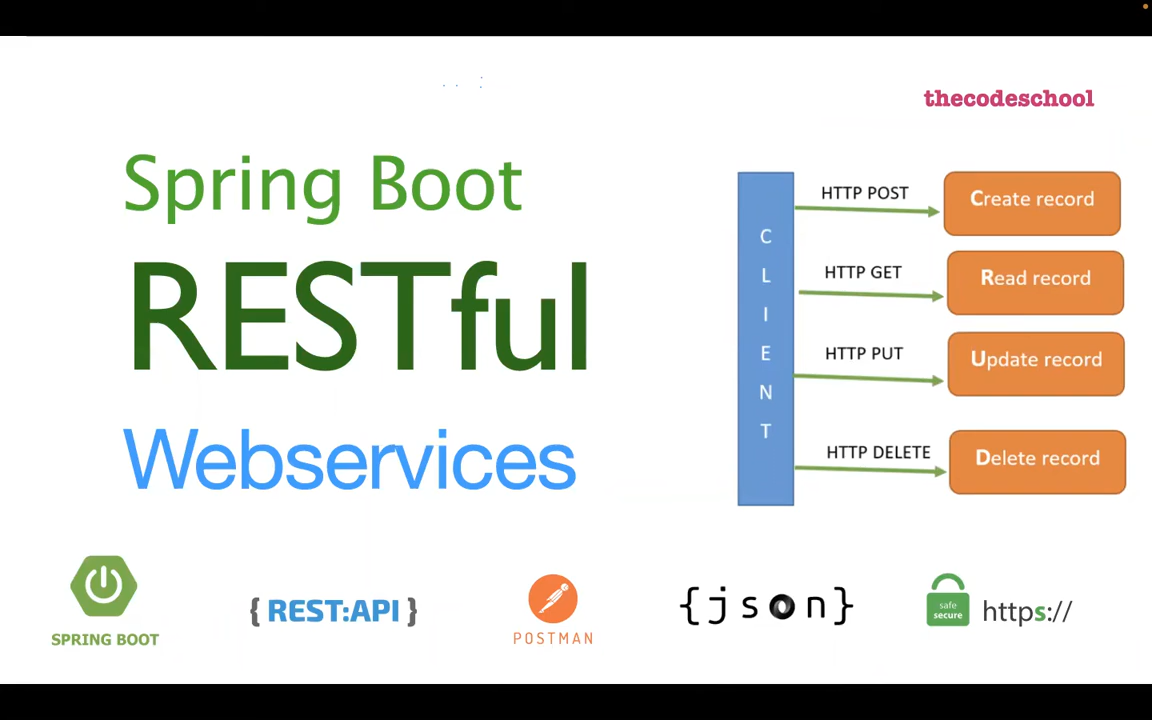 thecodeschool
Spring Boot
RESTful
Webservices
CLIENT
HTTP POST
Create record
HTTP GET
Read record
HTTP PUT
Update record
HTTP DELETE
Delete record
SPRING BOOT
{ REST:API }
POSTMAN
{json}
safe
secure
https://